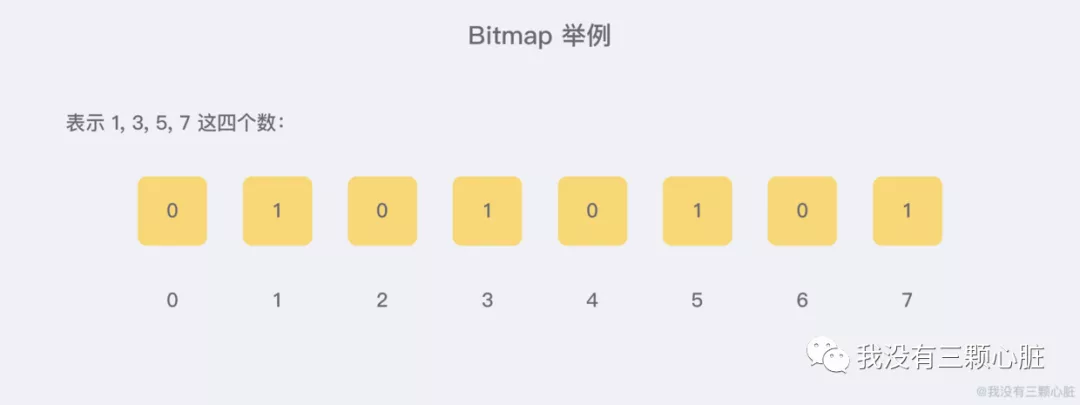 Bitmap 举例
表示 1, 3, 5, 7 这四个数：
0 1 0 1 0 1 0 1
0 1 2 3 4 5 6 7
我没有三颗心脏
@我没有三颗心脏